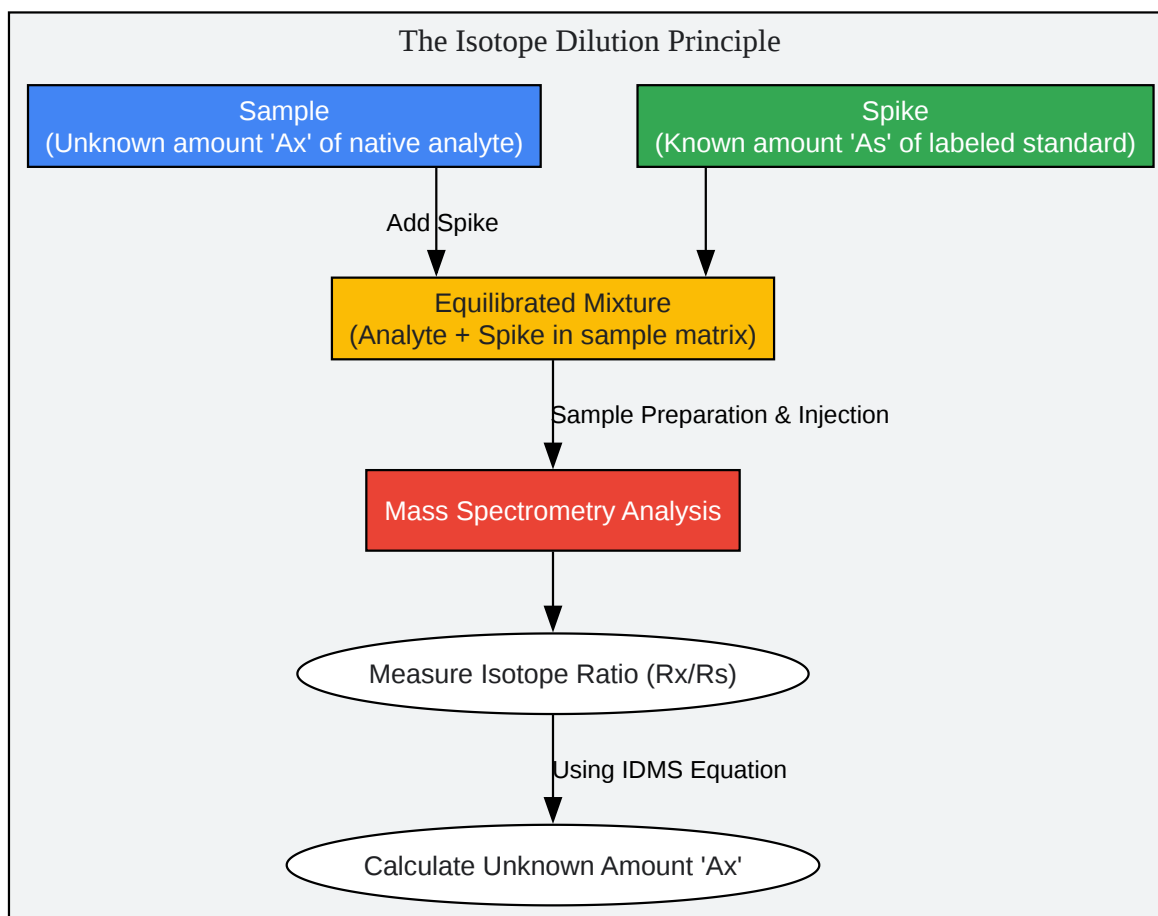 The Isotope Dilution Principle
Sample
(Unknown amount 'Ax' of native analyte)
Spike
(Known amount 'As' of labeled standard)
Add Spike
Equilibrated Mixture
(Analyte + Spike in sample matrix)
Sample Preparation & Injection
Mass Spectrometry Analysis
Measure Isotope Ratio (Rx/Rs)
Using IDMS Equation
Calculate Unknown Amount 'Ax'